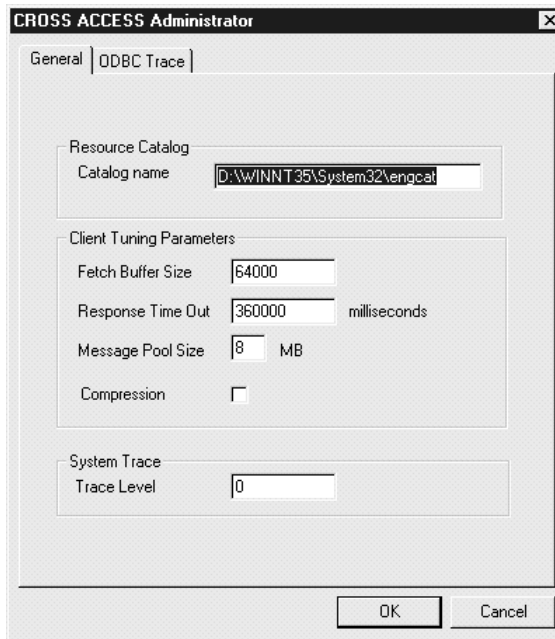 CROSS ACCESS Administrator
General ODBC Trace
Resource Catalog
Catalog name D:\WINNT35\System32\engcat
Client Tuning Parameters
Fetch Buffer Size 64000
Response Time Out 360000 milliseconds
Message Pool Size 8 MB
Compression
System Trace
Trace Level 0
OK Cancel